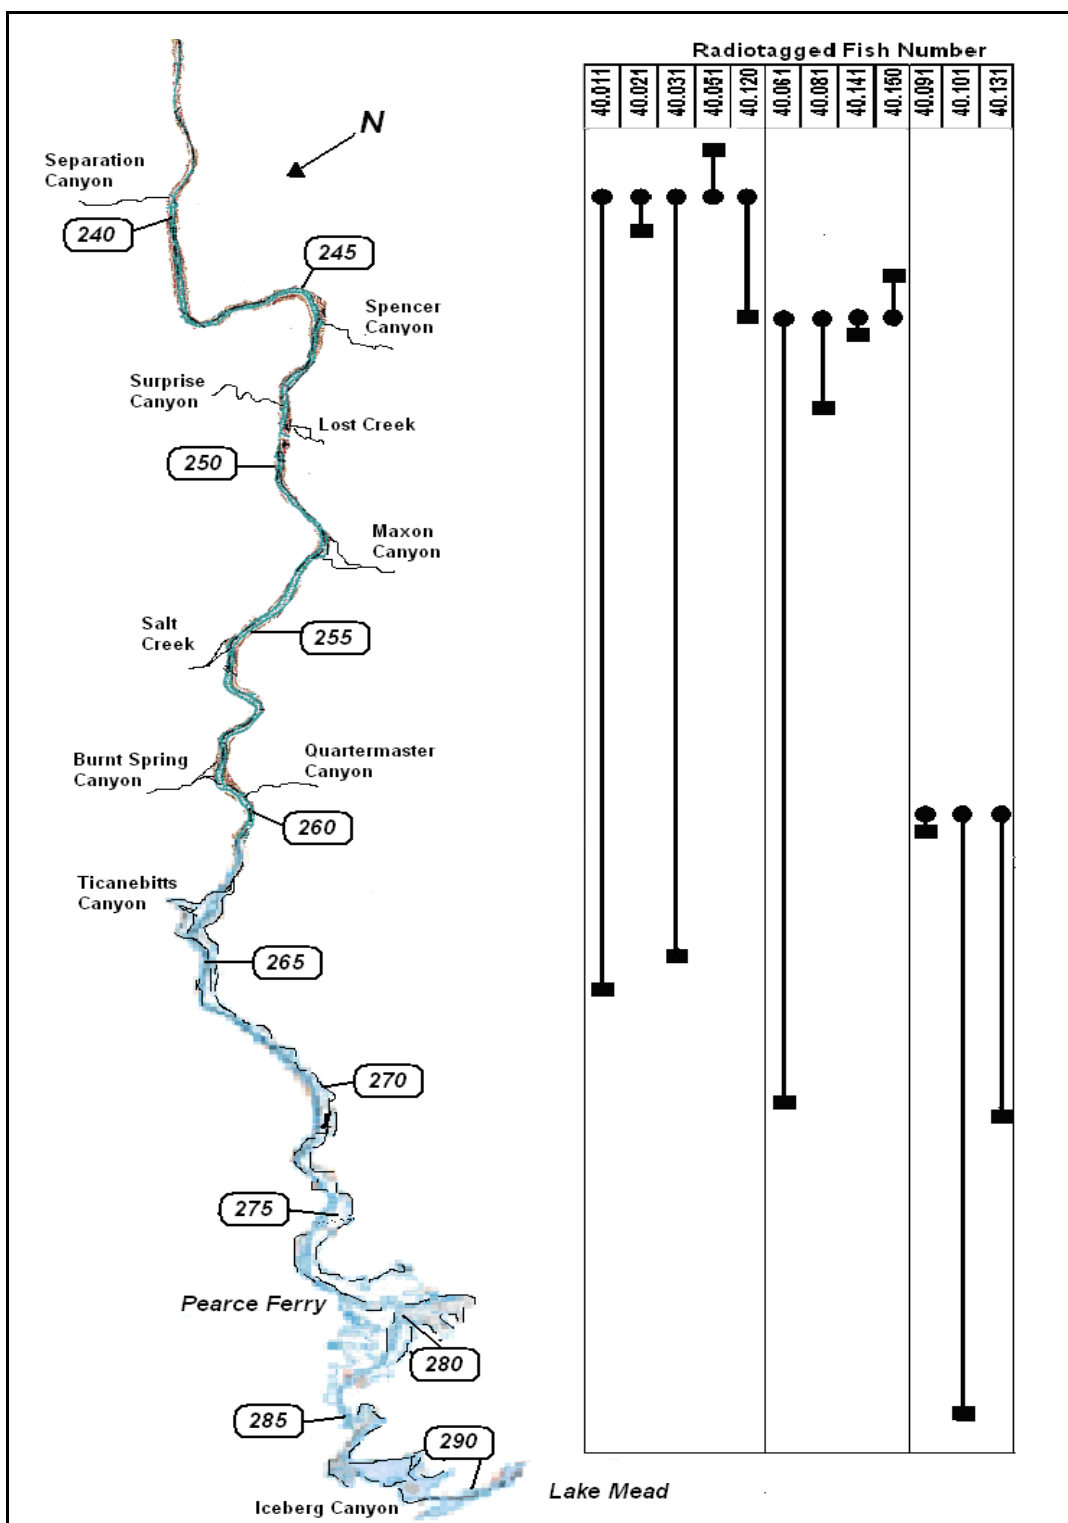 Radiotagged Fish Number
40.011
40.021
40.031
40.051
40.120
40.061
40.081
40.141
40.150
40.091
40.101
40.131
N
Separation
Canyon
240
245
Spencer
Canyon
Surprise
Canyon
Lost Creek
250
Maxon
Canyon
Salt
Creek
255
Burnt Spring
Canyon
Quartermaster
Canyon
260
Ticanebitts
Canyon
265
270
275
Pearce Ferry
280
285
290
Lake Mead
Iceberg Canyon